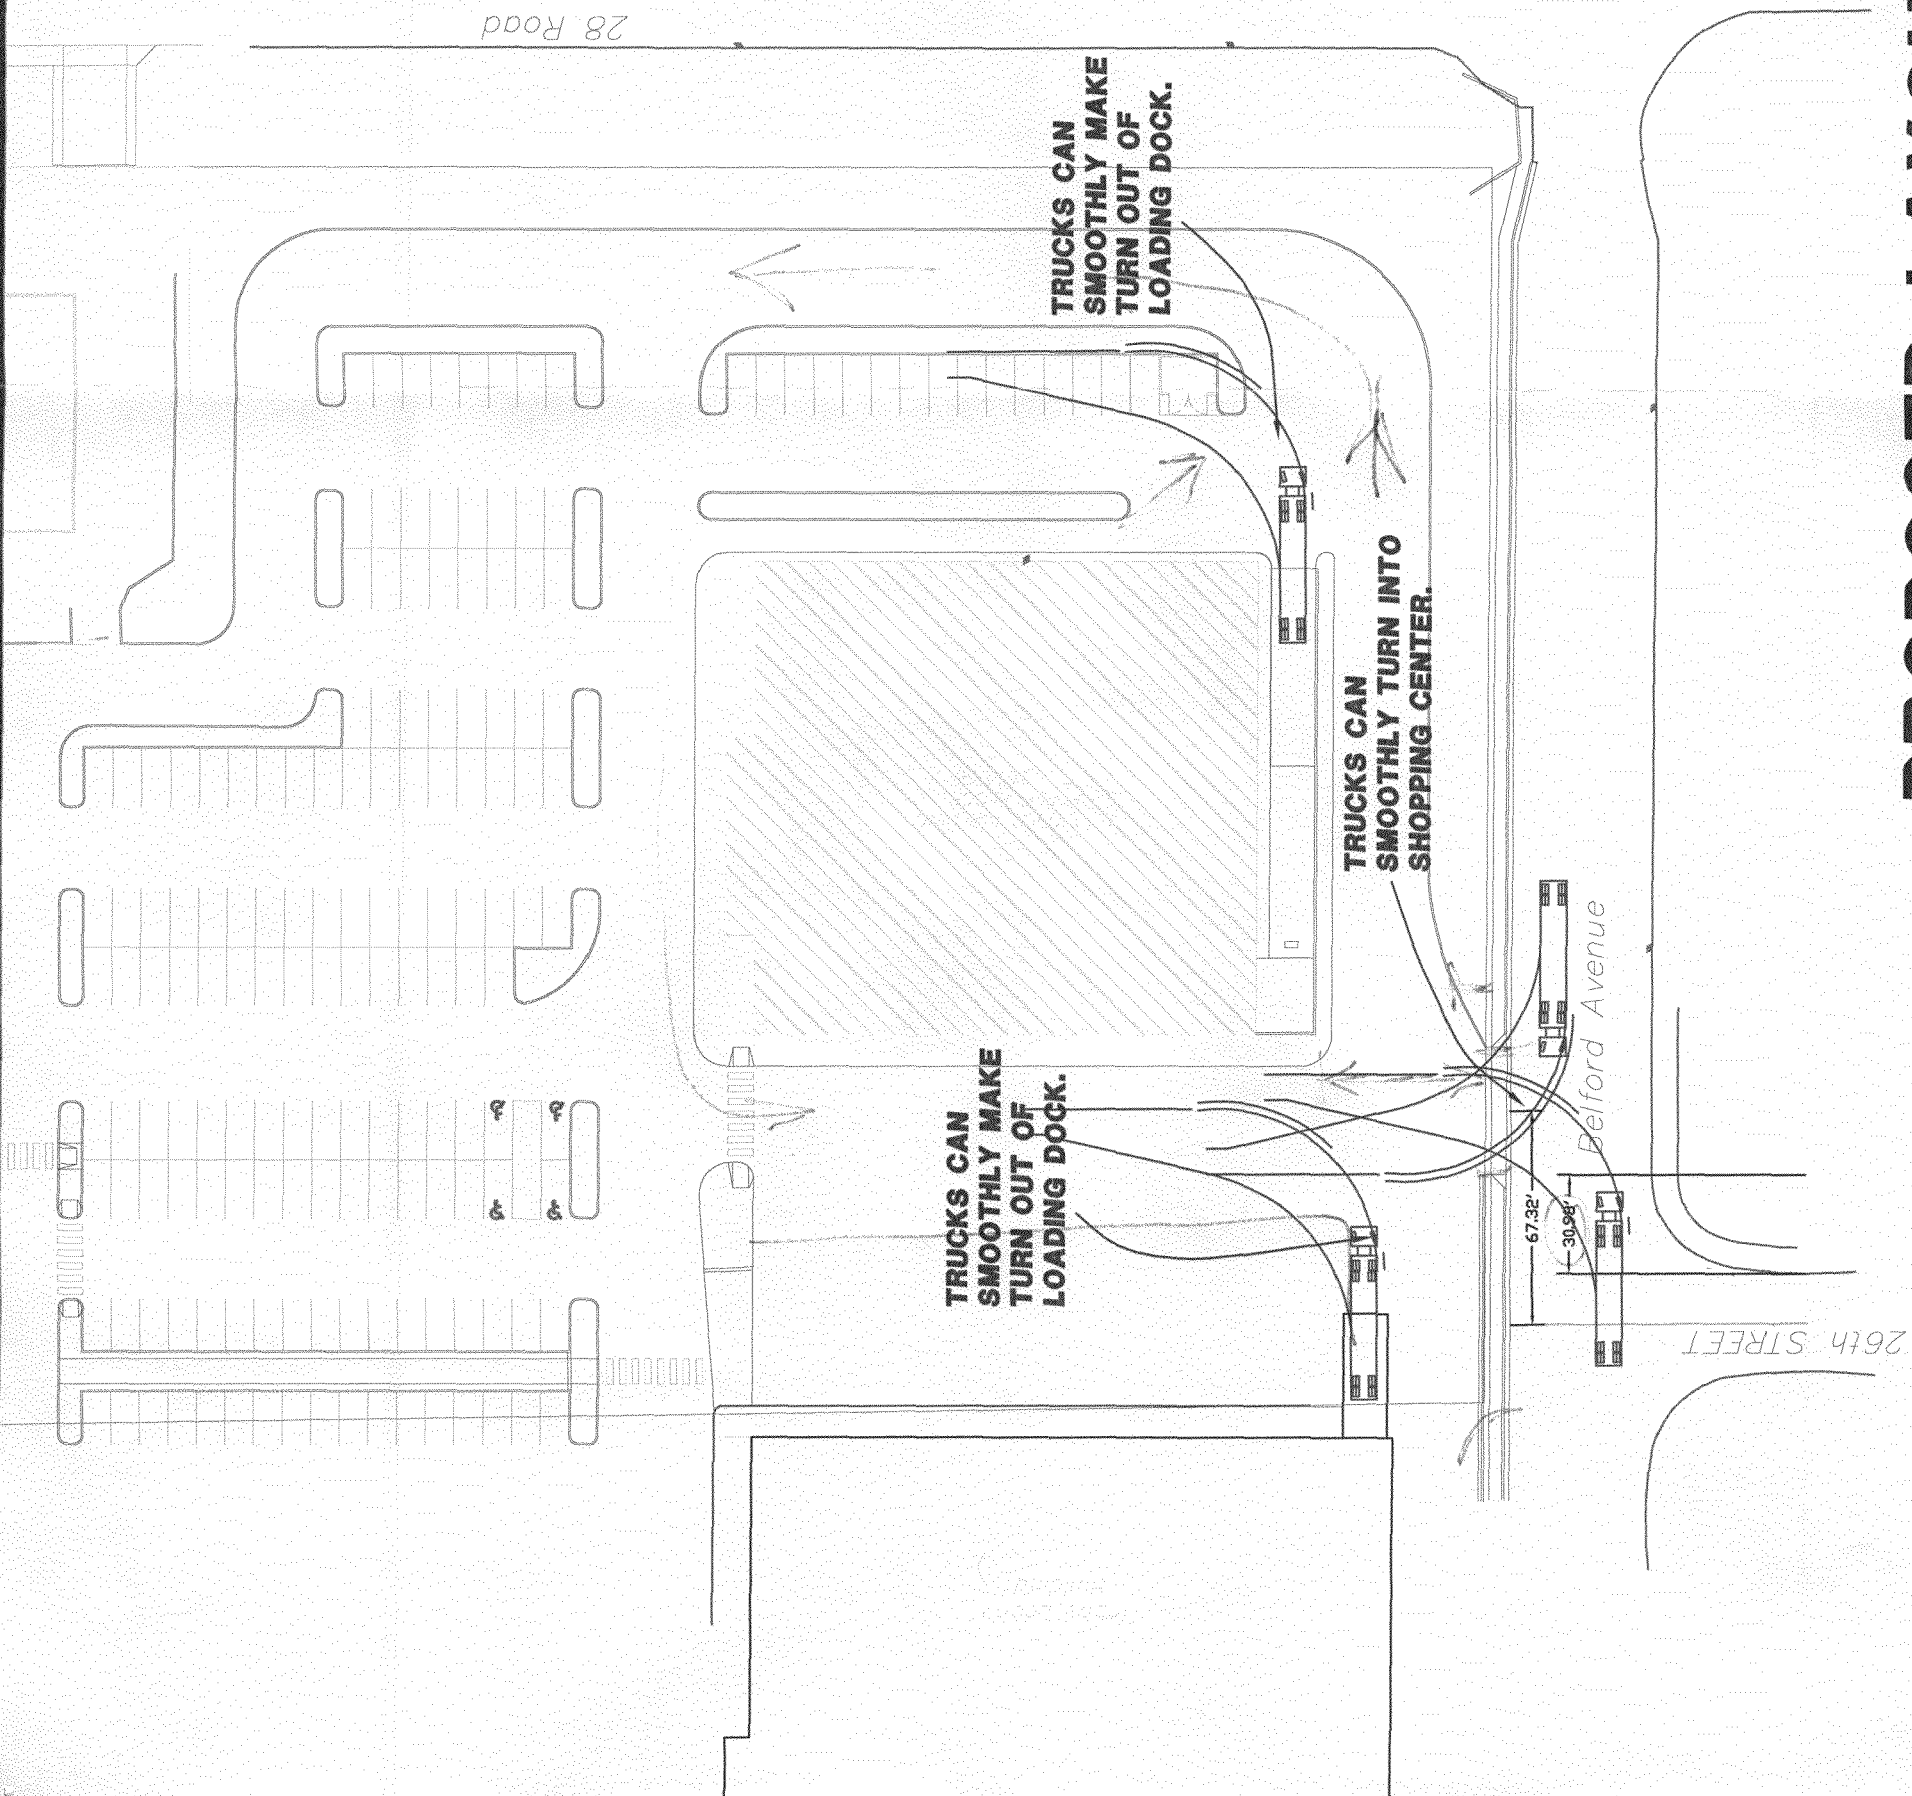 28 Road
TRUCKS CAN
SMOOTHLY MAKE
TURN OUT OF
LOADING DOCK.
TRUCKS CAN
SMOOTHLY TURN INTO
SHOPPING CENTER.
TRUCKS CAN
SMOOTHLY MAKE
TURN OUT OF
LOADING DOCK.
Belford Avenue
67.32'
30.98'
26th STREET